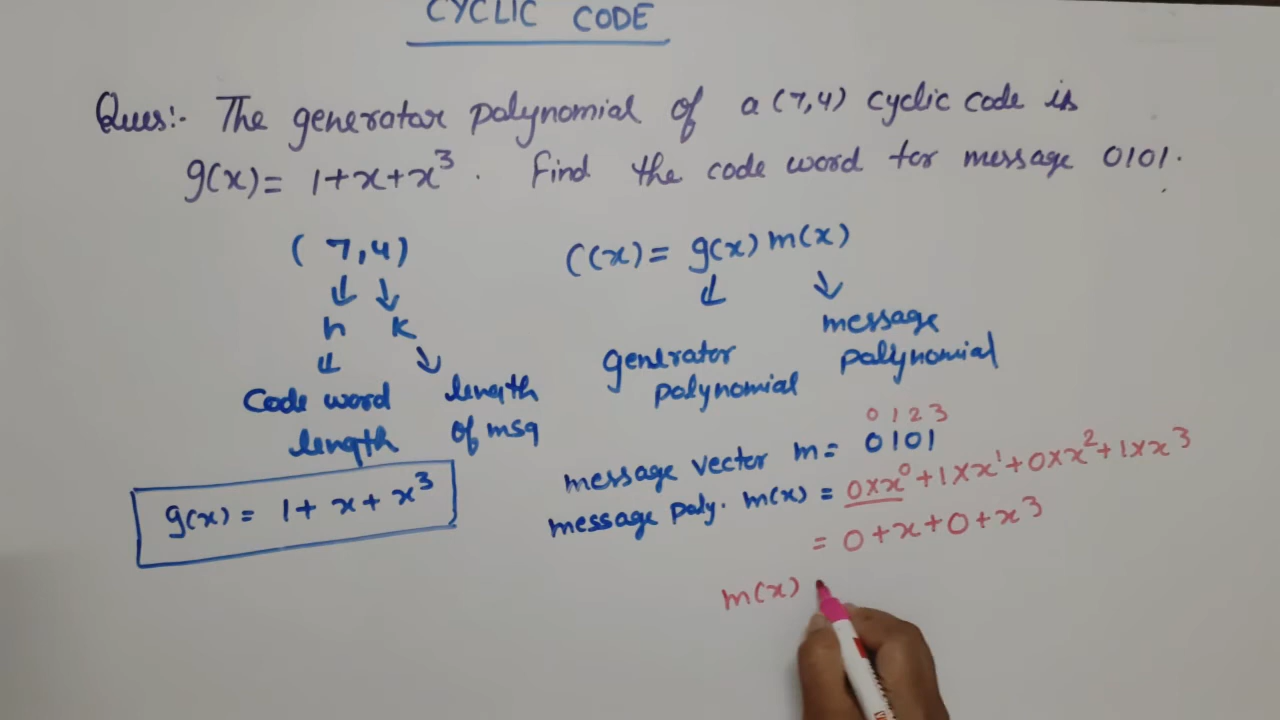 CYCLIC CODE
Ques:- The generator polynomial of a (7,4) cyclic code is
g(x)= 1+x+x³. Find the code word for message 0101.
(7,4)
n k
Code word length
length of msg
g(x)= 1+x+x³
C(x)= g(x) m(x)
generator polynomial
message polynomial
0 1 2 3
message vector m= 0101
message poly. m(x) = 0×x⁰+1×x¹+0×x²+1×x³
= 0+x+0+x³
m(x)